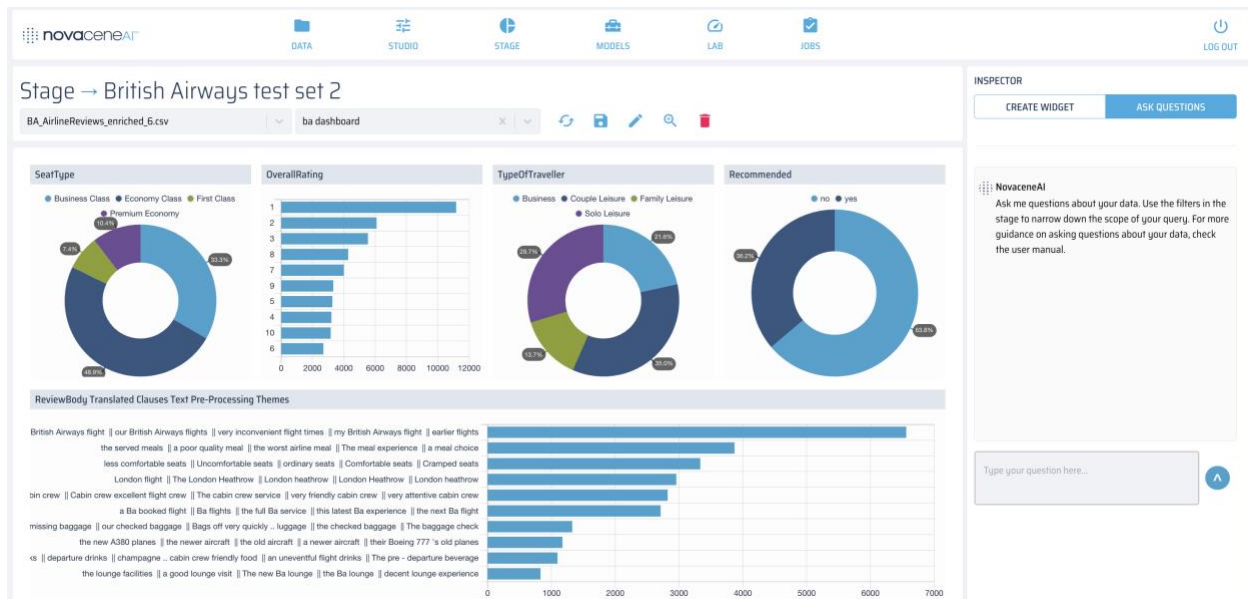 novaceneAI
DATA
STUDIO
STAGE
MODELS
LAB
JOBS
LOG OUT
Stage → British Airways test set 2
BA_AirlineReviews_enriched_6.csv
ba dashboard
INSPECTOR
CREATE WIDGET
ASK QUESTIONS
NovaceneAI
Ask me questions about your data. Use the filters in the
stage to narrow down the scope of your query. For more
guidance on asking questions about your data, check
the user manual.
Type your question here...
SeatType
Business Class Economy Class First Class
Premium Economy
10.4%
7.4%
33.3%
48.9%
OverallRating
1
2
3
8
7
9
5
4
10
6
0 2000 4000 6000 8000 10000 12000
TypeOfTraveller
Business Couple Leisure Family Leisure
Solo Leisure
29.7%
21.6%
13.7%
35.0%
Recommended
no yes
36.2%
63.8%
ReviewBody Translated Clauses Text Pre-Processing Themes
British Airways flight || our British Airways flights || very inconvenient flight times || my British Airways flight || earlier flights
the served meals || a poor quality meal || the worst airline meal || The meal experience || a meal choice
less comfortable seats || Uncomfortable seats || ordinary seats || Comfortable seats || Cramped seats
London flight || The London Heathrow || London heathrow || London Heathrow || London heathrow
bin crew || Cabin crew excellent flight crew || The cabin crew service || very friendly cabin crew || very attentive cabin crew
a Ba booked flight || Ba flights || the full Ba service || this latest Ba experience || the next Ba flight
missing baggage || our checked baggage || Bags off very quickly .. luggage || the checked baggage || The baggage check
the new A380 planes || the newer aircraft || the old aircraft || a newer aircraft || their Boeing 777 's old planes
ks || departure drinks || champagne .. cabin crew friendly food || an uneventful flight drinks || The pre - departure beverage
the lounge facilities || a good lounge visit || The new Ba lounge || the Ba lounge || decent lounge experience
0 1000 2000 3000 4000 5000 6000 7000